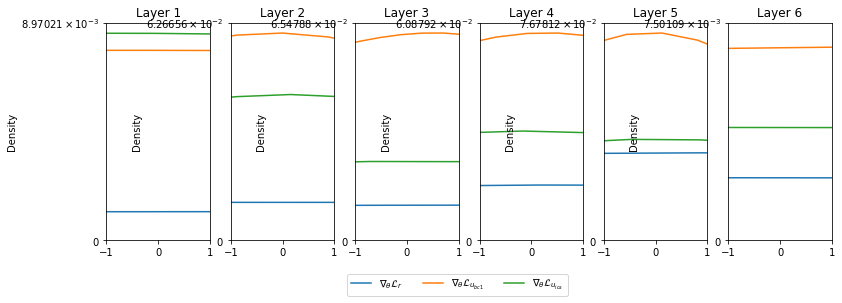 Layer 1 Layer 2 Layer 3 Layer 4 Layer 5 Layer 6
8.97021 × 10⁻³ 6.26656 × 10⁻² 6.54788 × 10⁻² 6.08792 × 10⁻² 7.67812 × 10⁻² 7.50109 × 10⁻³
Density Density Density Density Density Density
0 0 0 0 0 0
−1 0 1 −1 0 1 −1 0 1 −1 0 1 −1 0 1 −1 0 1
∇θℒr ∇θℒu_bc1 ∇θℒu_ics